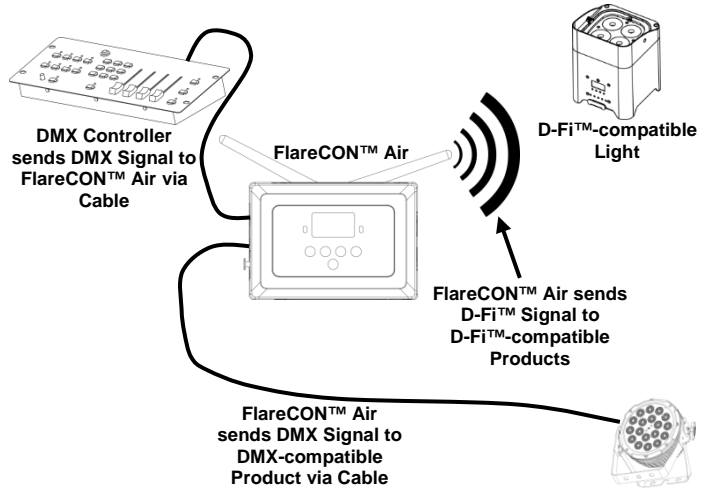 DMX Controller
sends DMX Signal to
FlareCON™ Air via
Cable
FlareCON™ Air
D-Fi™-compatible
Light
FlareCON™ Air sends
D-Fi™ Signal to
D-Fi™-compatible
Products
FlareCON™ Air
sends DMX Signal to
DMX-compatible
Product via Cable